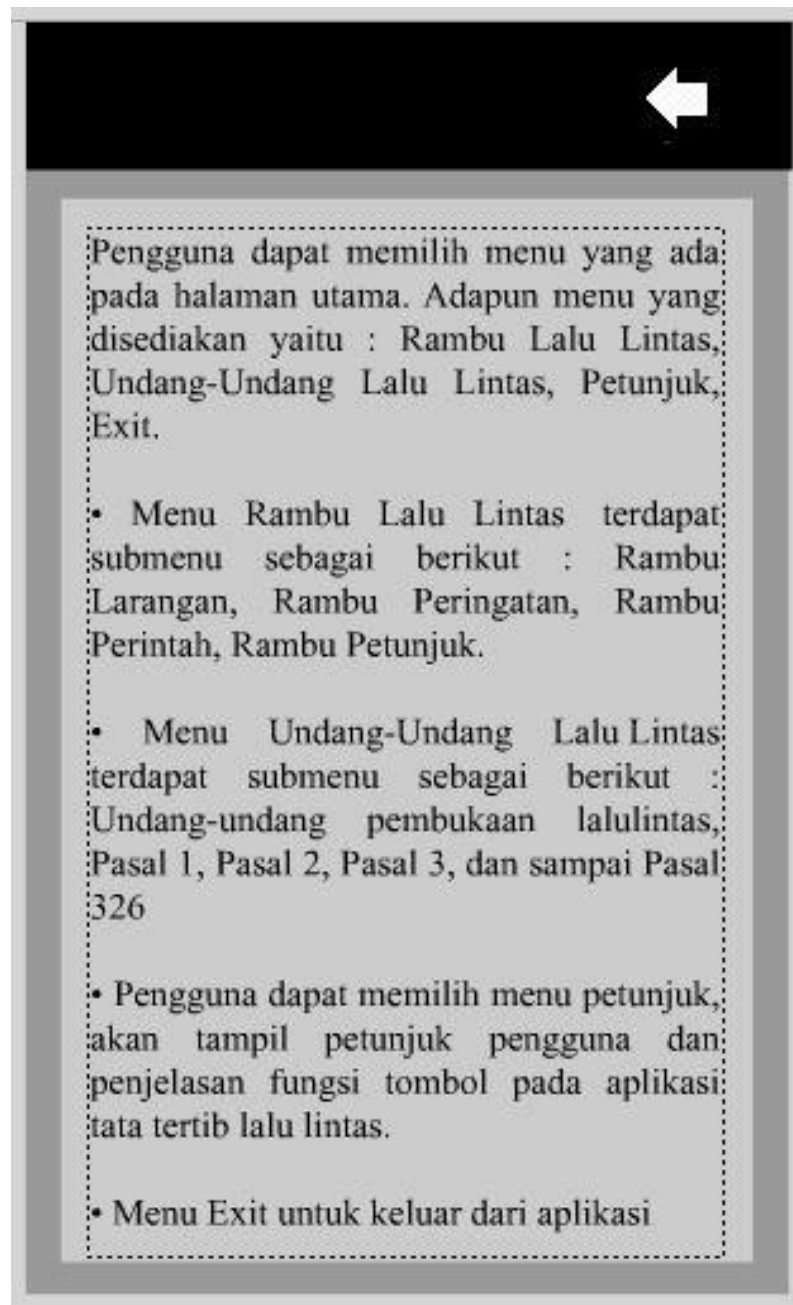 Pengguna dapat memilih menu yang ada
pada halaman utama. Adapun menu yang
disediakan yaitu : Rambu Lalu Lintas,
Undang-Undang Lalu Lintas, Petunjuk,
Exit.
• Menu Rambu Lalu Lintas terdapat
submenu sebagai berikut : Rambu
Larangan, Rambu Peringatan, Rambu
Perintah, Rambu Petunjuk.
• Menu Undang-Undang Lalu Lintas
terdapat submenu sebagai berikut :
Undang-undang pembukaan lalulintas,
Pasal 1, Pasal 2, Pasal 3, dan sampai Pasal
326
• Pengguna dapat memilih menu petunjuk,
akan tampil petunjuk pengguna dan
penjelasan fungsi tombol pada aplikasi
tata tertib lalu lintas.
• Menu Exit untuk keluar dari aplikasi